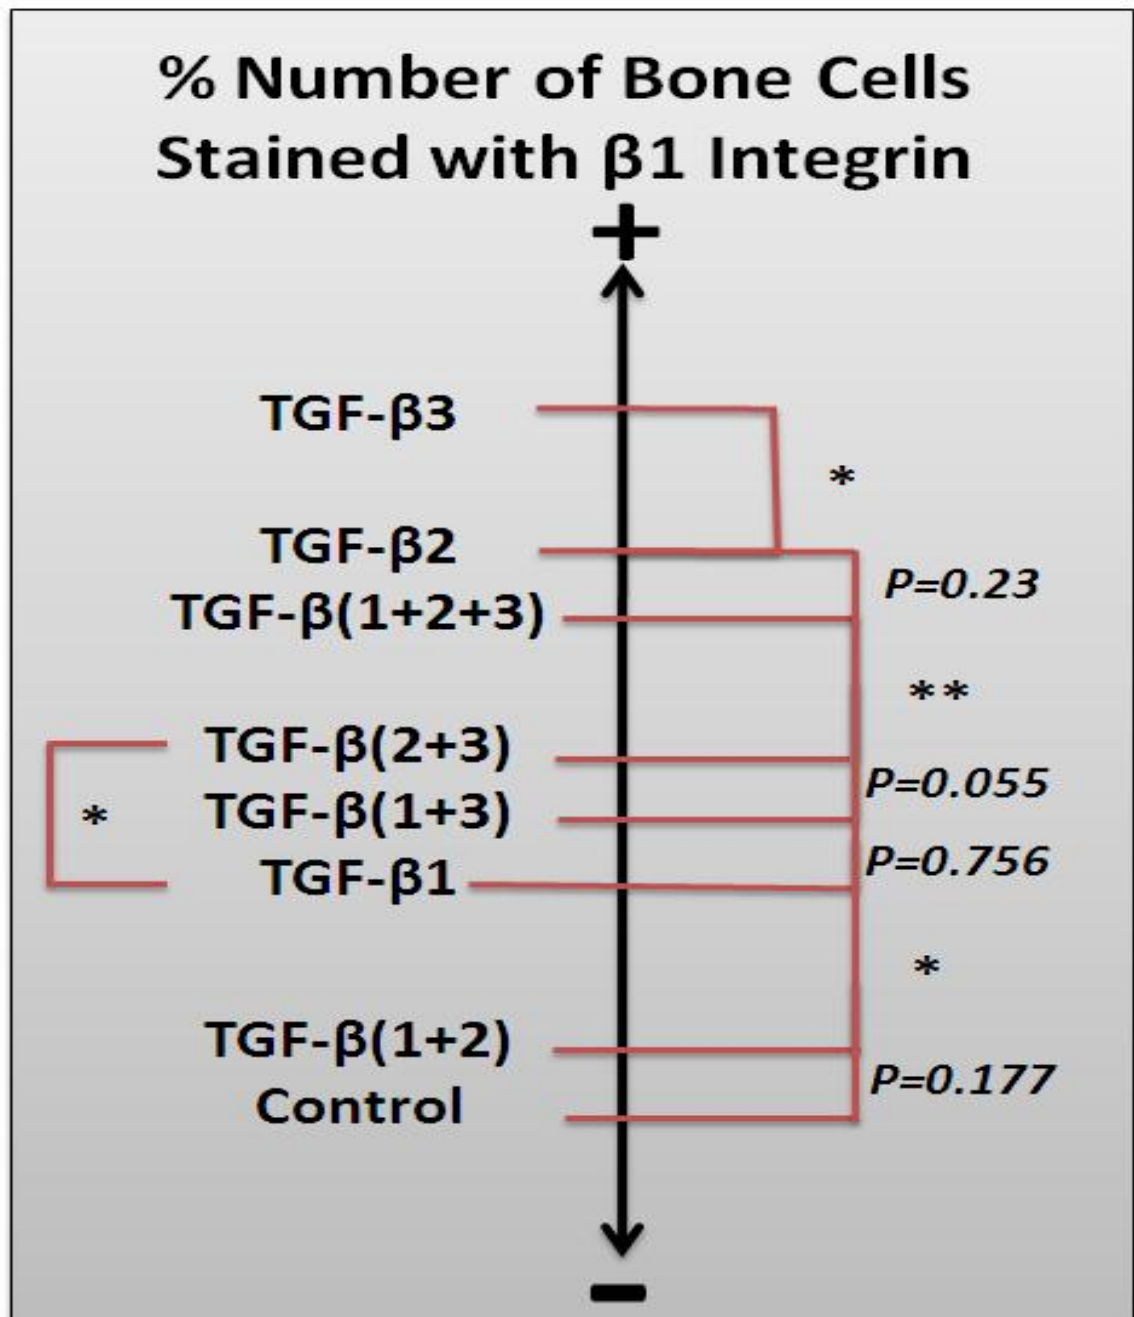 % Number of Bone Cells
Stained with β1 Integrin
+
TGF-β3
*
TGF-β2
P=0.23
TGF-β(1+2+3)
**
TGF-β(2+3)
P=0.055
* TGF-β(1+3)
P=0.756
TGF-β1
*
TGF-β(1+2)
P=0.177
Control
-